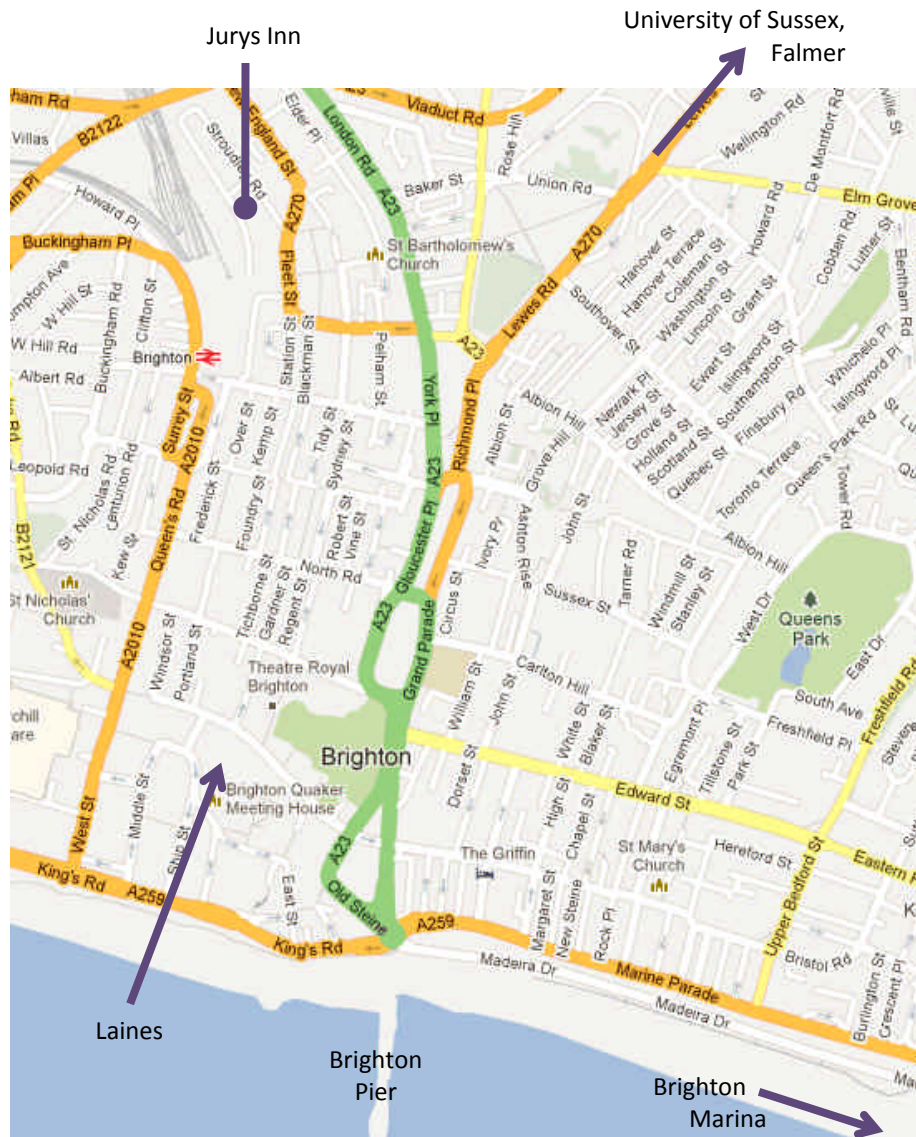 Jurys Inn
University of Sussex,
Falmer
ham Rd
B2122
Villas
am Pl
Howard Pl
Stroudley Rd
New England St
Elder Pl
London Rd
A23
Viaduct Rd
Baker St
Rose Hill
Union Rd
Lewes
Wellington Rd
De Montfort Rd
ville St
Elm Grove
A270
Buckingham Pl
A270
Fleet St
St Bartholomew's
Church
Lewes Rd
Southover St
Hanover St
Hanover Terrace
Coleman St
Washington St
Lincoln St
Ewart St
Grant St
Islingword St
Southampton St
Howard Rd
Cobden Rd
Luther St
Bentham Rd
Whichelo Pl
Islingword Pl
mpton Ave
W Hill St
W Hill Rd
Buckingham Rd
Clifton St
Brighton
Albert Rd
Station St
Blackman St
Pelham St
A23
York Pl
Richmond Pl
Albion St
Albion Hill
Grove Hill
Newark Pl
Jersey St
Grove St
Holland St
Scotland St
Quebec St
Finsbury Rd
Toronto Terrace
Queen's Park Rd
Tower Rd
St. Lu
Surrey St
A2010
Over St
Kemp St
Tidy St
Sydney St
Leopold Rd
B2121
St Nicholas Rd
Centurion Rd
Kew St
Queen's Rd
Frederick St
Foundry St
Robert St
Vine St
North Rd
A23
Gloucester Pl
A23
Ivory Pl
Ashton Rise
John St
Circus St
Sussex St
Tarner Rd
Windmill St
Stanley St
Albion Hill
West Dr
Queens
Park
East Dr
South Ave
St Nicholas'
Church
A2010
Windsor St
Portland St
Tichborne St
Gardner St
Regent St
Theatre Royal
Brighton
Grand Parade
William St
John St
Carlton Hill
White St
Blaker St
Egremont Pl
Tillstone St
Park St
Freshfield Pl
Freshfield Rd
rchill
are
Brighton
Dorset St
Edward St
Middle St
West St
Ship St
Brighton Quaker
Meeting House
A23
Old Steine
The Griffin
High St
Chapel St
St Mary's
Church
Hereford St
Eastern
Upper Bedford St
King's Rd
A259
East St
King's Rd
A259
Margaret St
New Steine
Rock Pl
Madeira Dr
Marine Parade
Bristol Rd
Burlington St
Crescent Pl
Madeira Dr
Laines
Brighton
Pier
Brighton
Marina